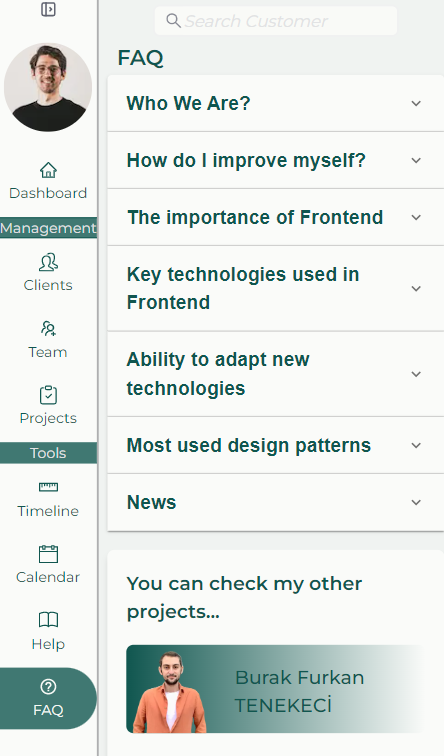 Search Customer
Dashboard
Management
Clients
Team
Projects
Tools
Timeline
Calendar
Help
FAQ
FAQ
Who We Are?
How do I improve myself?
The importance of Frontend
Key technologies used in
Frontend
Ability to adapt new
technologies
Most used design patterns
News
You can check my other
projects...
Burak Furkan
TENEKECİ